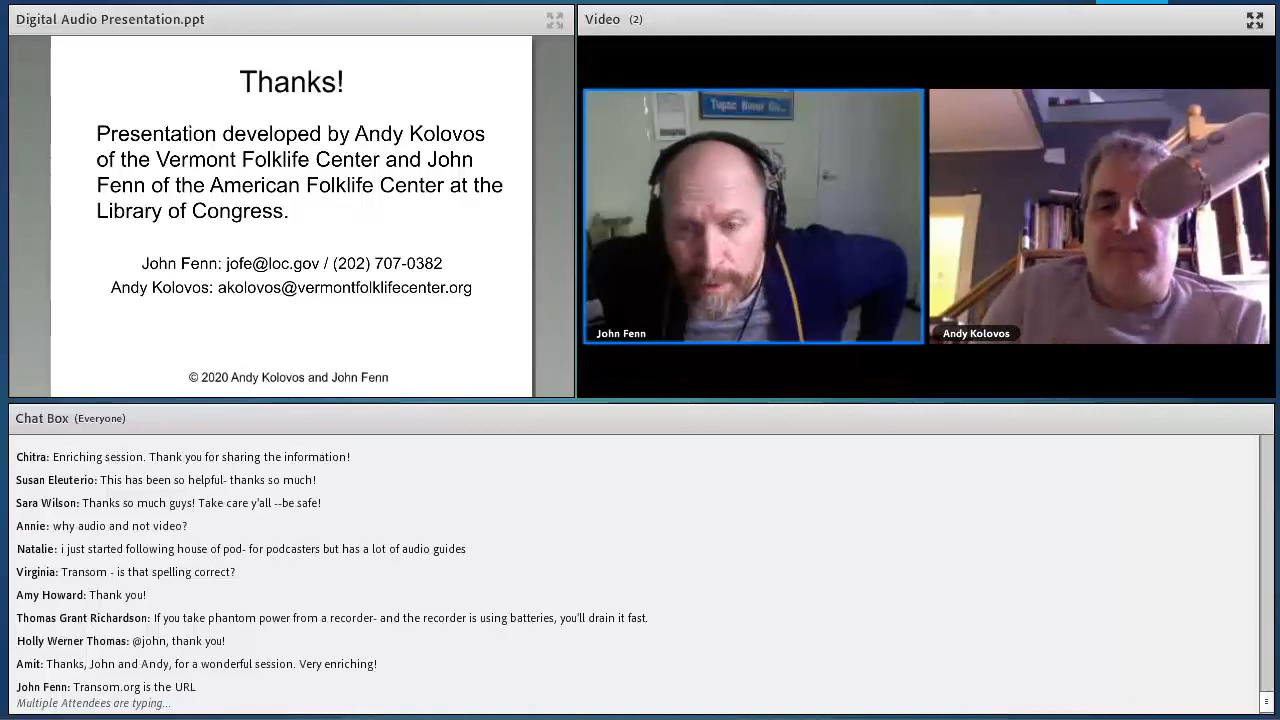 Digital Audio Presentation.ppt
Thanks!
Presentation developed by Andy Kolovos
of the Vermont Folklife Center and John
Fenn of the American Folklife Center at the
Library of Congress.
John Fenn: jofe@loc.gov / (202) 707-0382
Andy Kolovos: akolovos@vermontfolklifecenter.org
© 2020 Andy Kolovos and John Fenn
Video (2)
John Fenn
Andy Kolovos
Chat Box (Everyone)
Chitra: Enriching session. Thank you for sharing the information!
Susan Eleuterio: This has been so helpful- thanks so much!
Sara Wilson: Thanks so much guys! Take care y'all --be safe!
Annie: why audio and not video?
Natalie: i just started following house of pod- for podcasters but has a lot of audio guides
Virginia: Transom - is that spelling correct?
Amy Howard: Thank you!
Thomas Grant Richardson: If you take phantom power from a recorder- and the recorder is using batteries, you'll drain it fast.
Holly Werner Thomas: @john, thank you!
Amit: Thanks, John and Andy, for a wonderful session. Very enriching!
John Fenn: Transom.org is the URL
Multiple Attendees are typing...